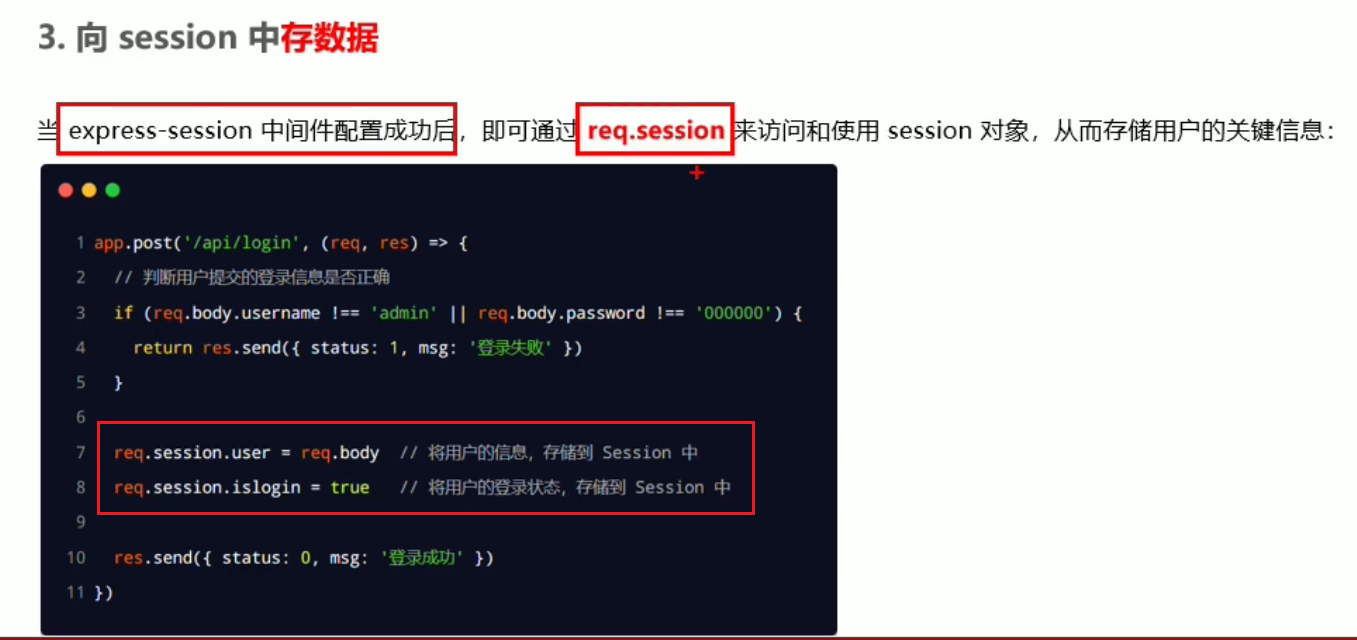 3. 向 session 中存数据
当 express-session 中间件配置成功后，即可通过 req.session 来访问和使用 session 对象，从而存储用户的关键信息：
1 app.post('/api/login', (req, res) => {
2 // 判断用户提交的登录信息是否正确
3 if (req.body.username !== 'admin' || req.body.password !== '000000') {
4 return res.send({ status: 1, msg: '登录失败' })
5 }
6
7 req.session.user = req.body // 将用户的信息，存储到 Session 中
8 req.session.islogin = true // 将用户的登录状态，存储到 Session 中
9
10 res.send({ status: 0, msg: '登录成功' })
11 })